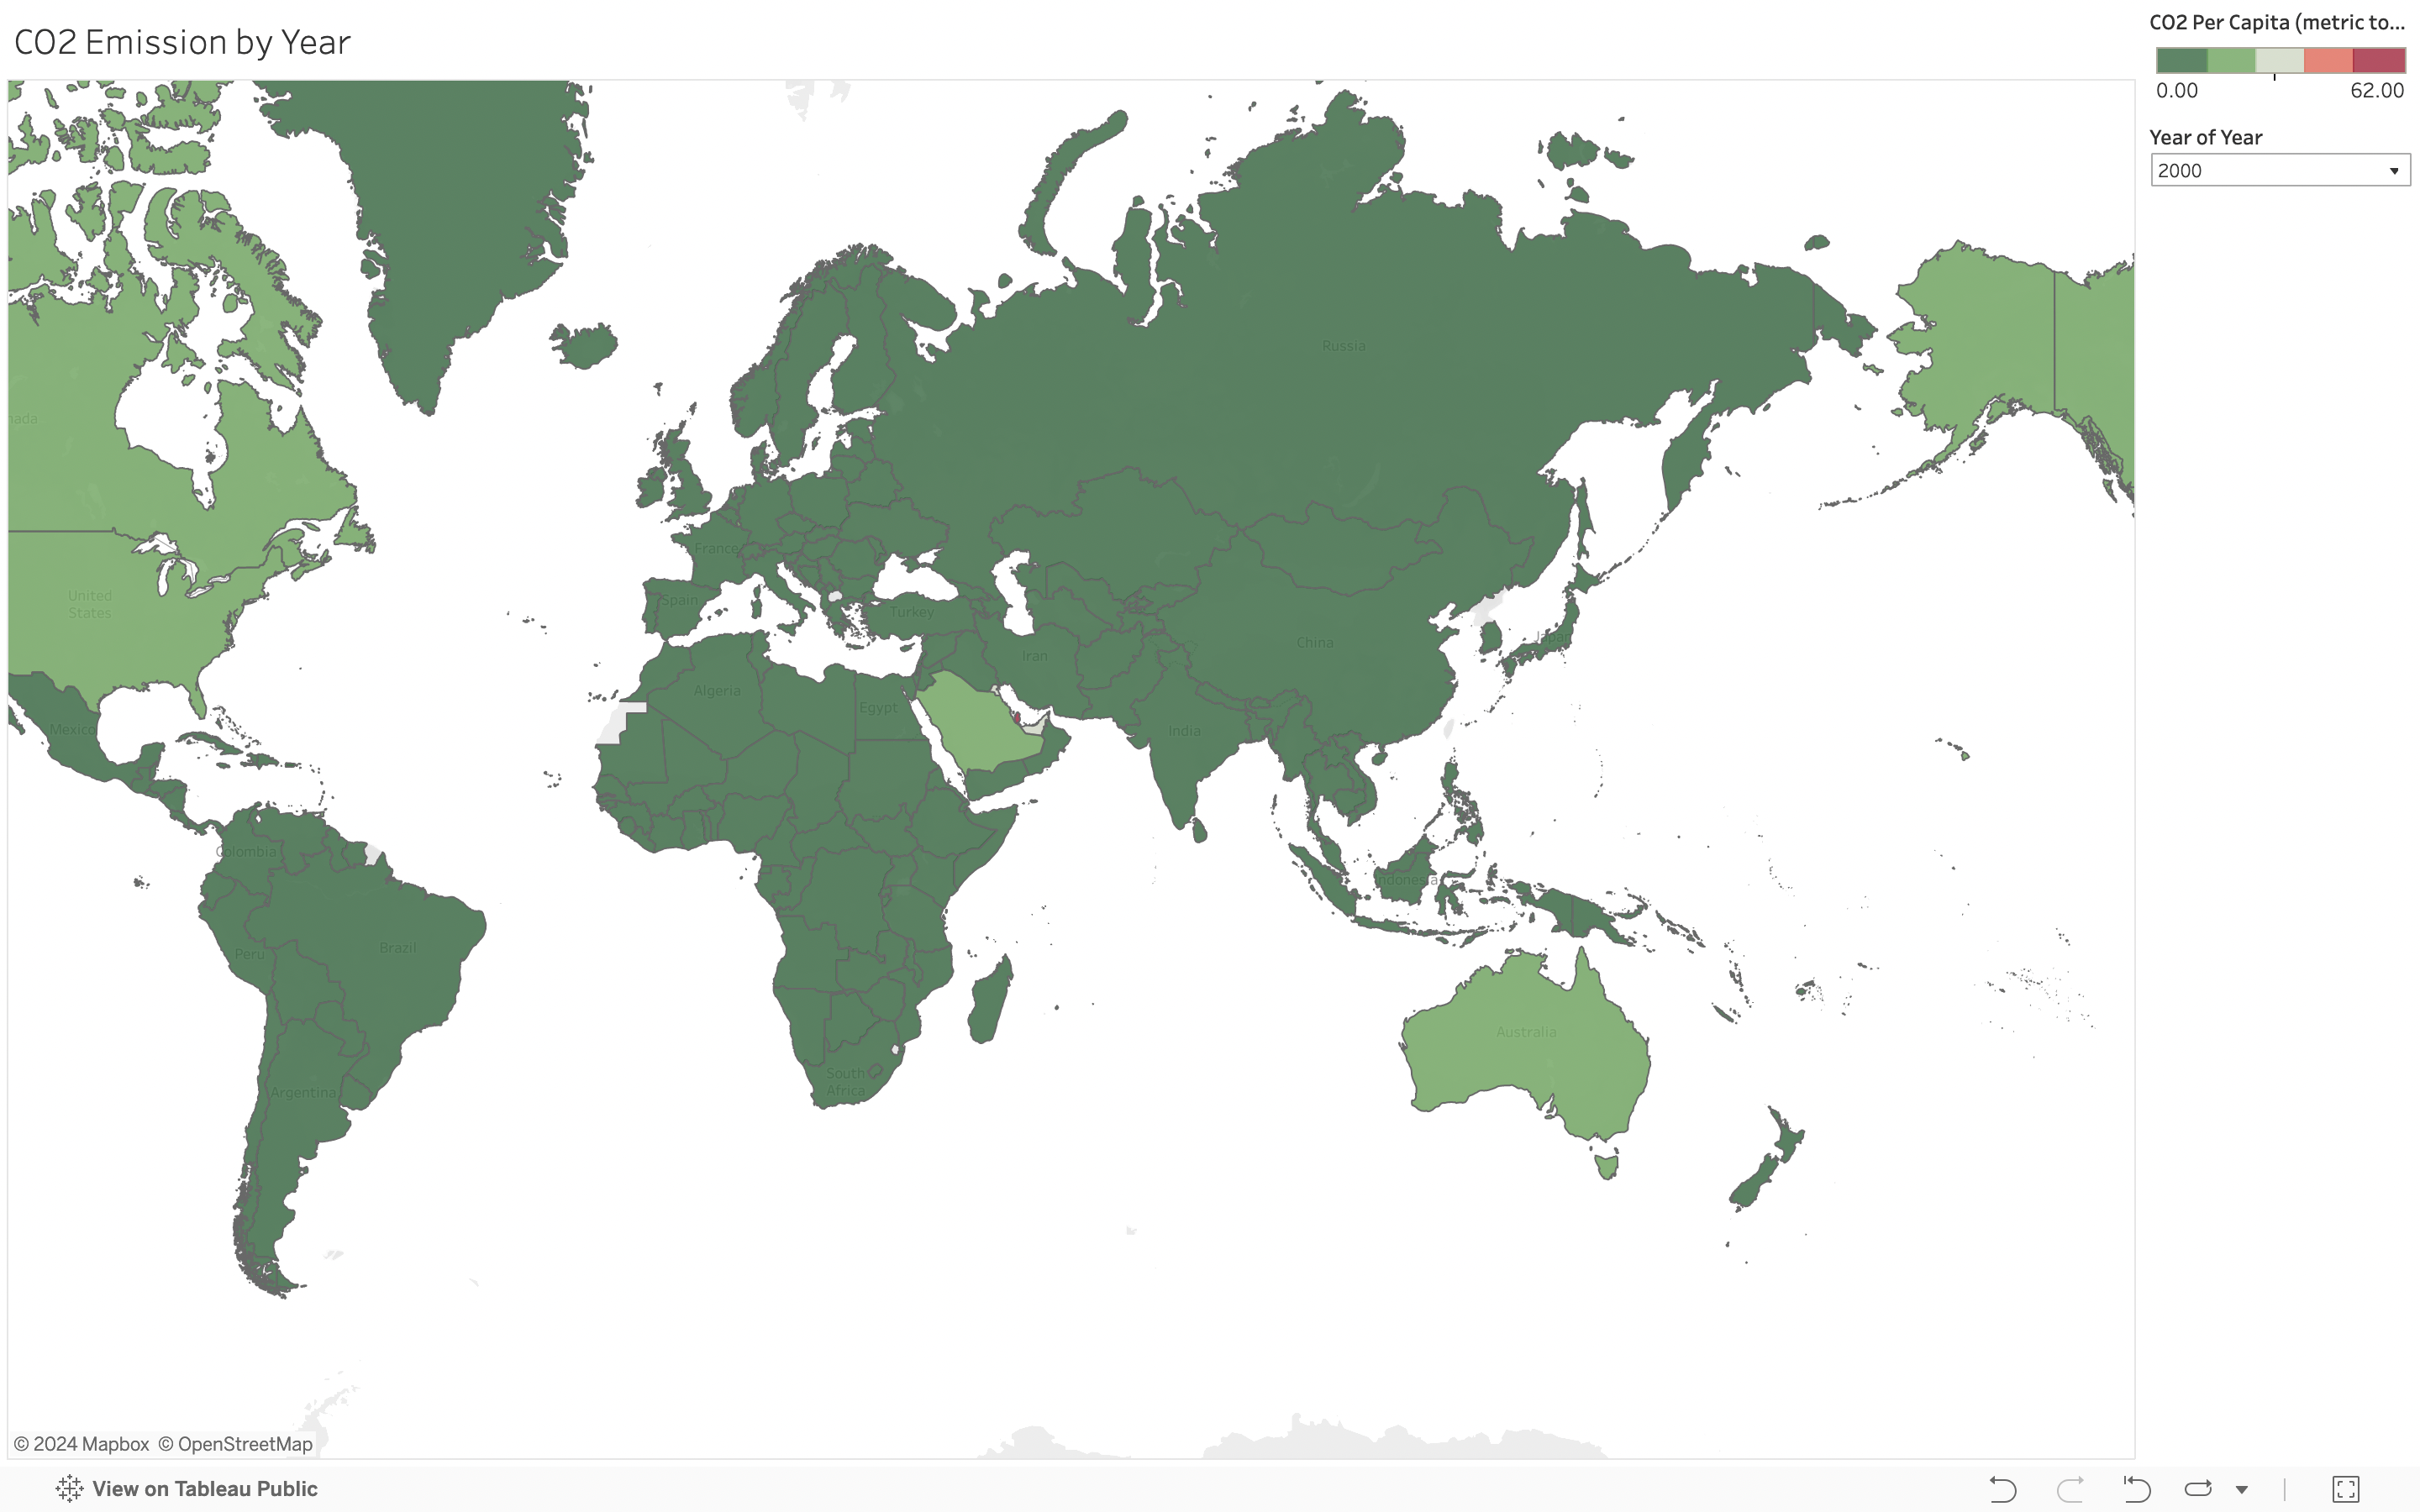 CO2 Emission by Year
CO2 Per Capita (metric to...
0.00
62.00
Year of Year
2000
Russia
nada
France
United
States
Spain
Turkey
Japan
China
Iran
Algeria
Egypt
Mexico
India
Colombia
Indonesia
Brazil
Peru
Australia
South
Africa
Argentina
© 2024 Mapbox © OpenStreetMap
View on Tableau Public